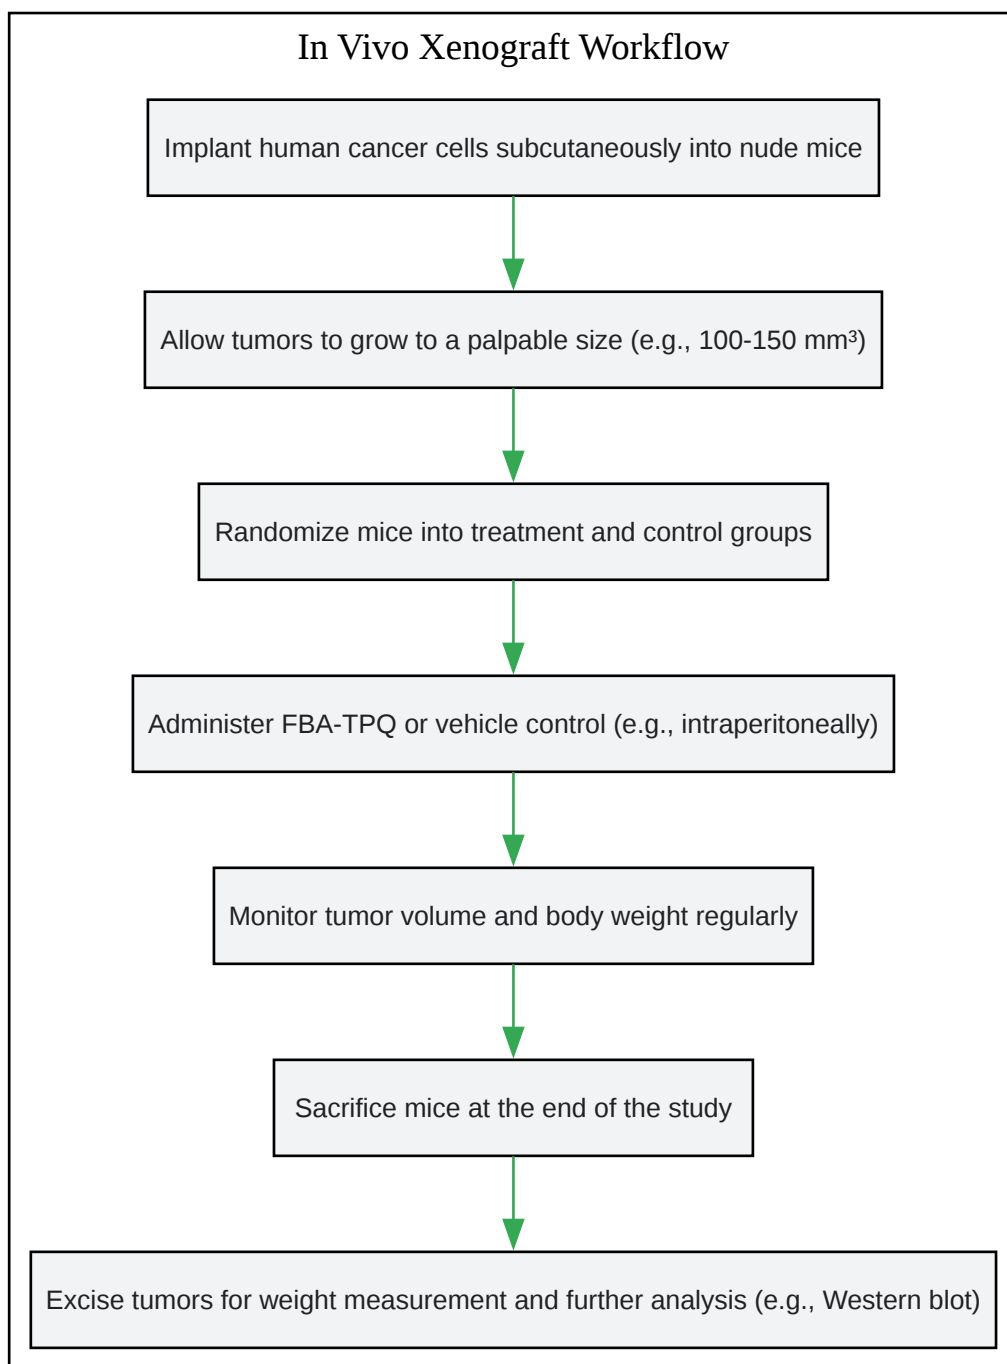 In Vivo Xenograft Workflow
Implant human cancer cells subcutaneously into nude mice
Allow tumors to grow to a palpable size (e.g., 100-150 mm³)
Randomize mice into treatment and control groups
Administer FBA-TPQ or vehicle control (e.g., intraperitoneally)
Monitor tumor volume and body weight regularly
Sacrifice mice at the end of the study
Excise tumors for weight measurement and further analysis (e.g., Western blot)